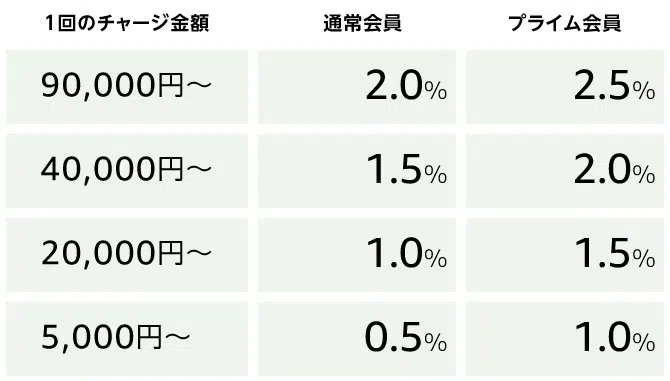 1回のチャージ金額 通常会員 プライム会員
90,000円～ 2.0% 2.5%
40,000円～ 1.5% 2.0%
20,000円～ 1.0% 1.5%
5,000円～ 0.5% 1.0%